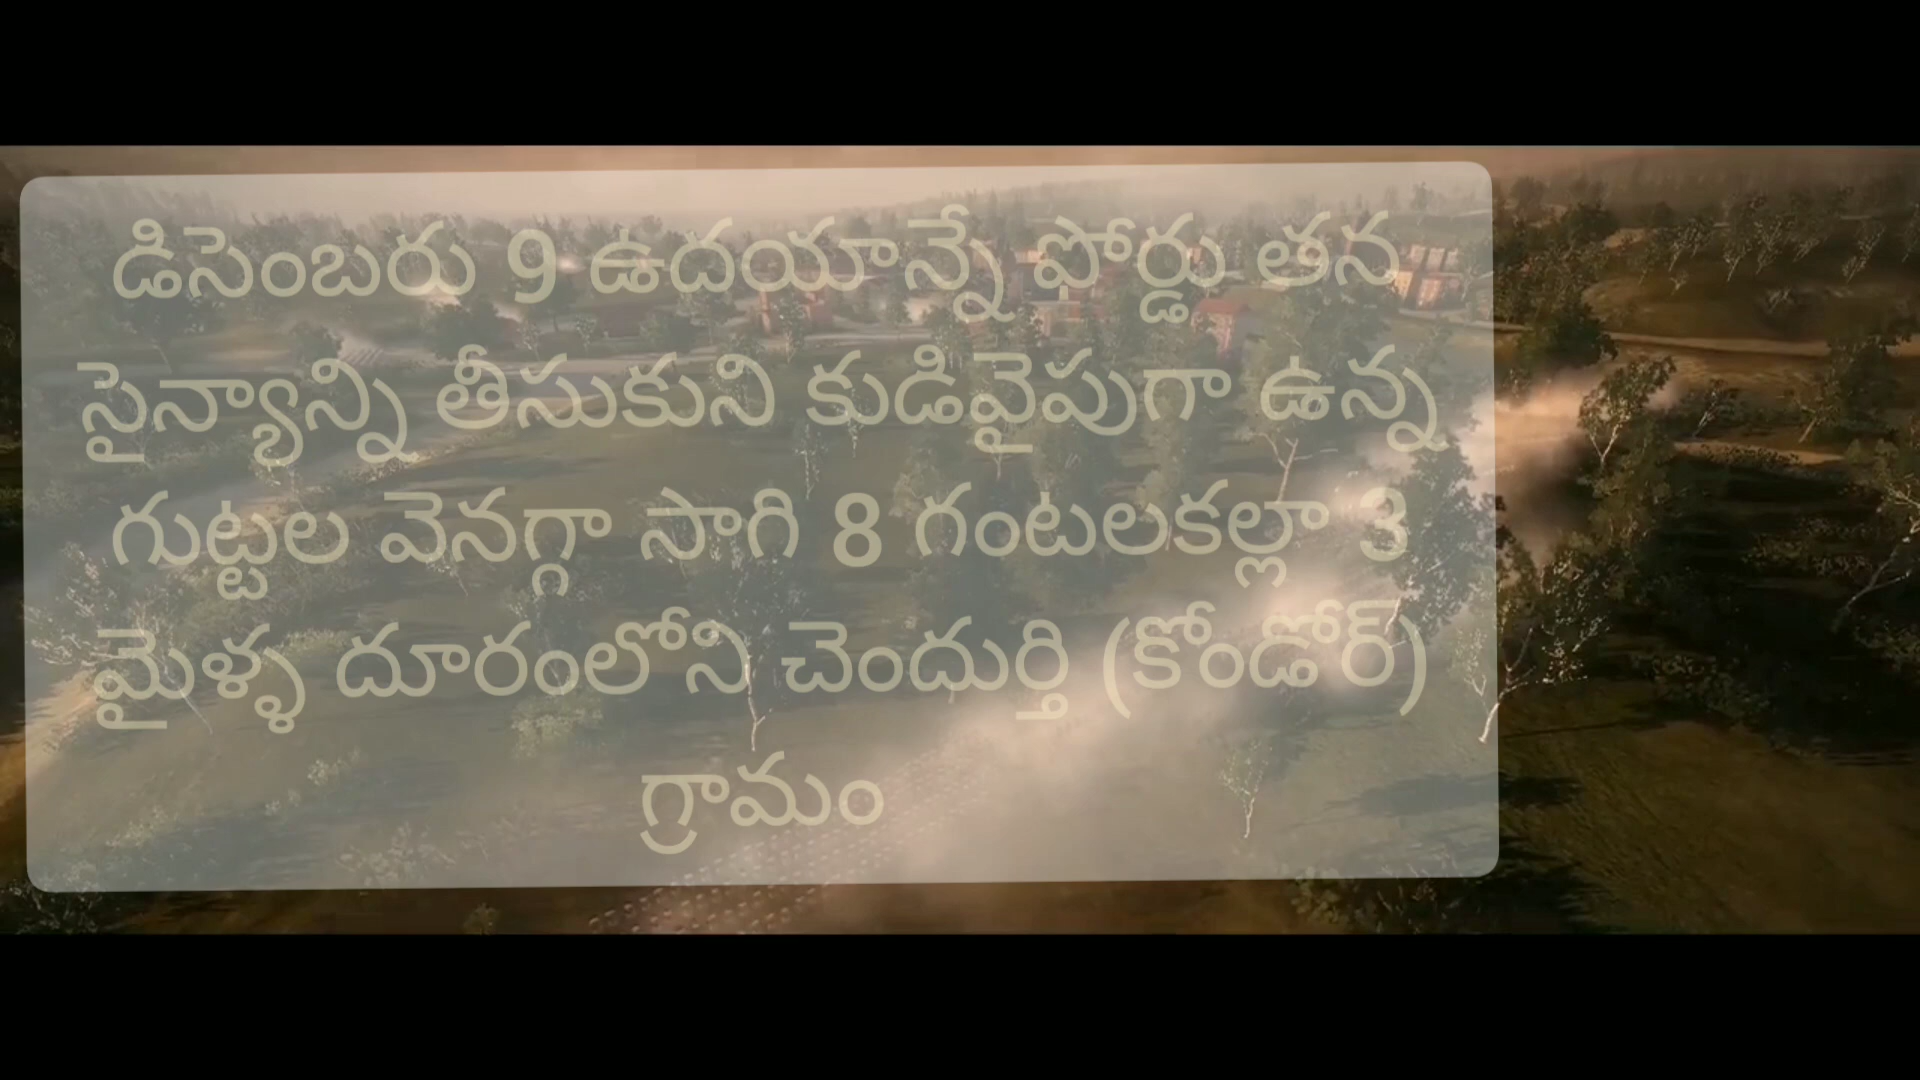 డిసెంబరు 9 ఉదయాన్నే ఫోర్డు తన
సైన్యాన్ని తీసుకుని కుడివైపుగా ఉన్న
గుట్టల వెనగ్గా సాగి 8 గంటలకల్లా 3
మైళ్ళ దూరంలోని చెందుర్తి (కోండోర్)
గ్రామం